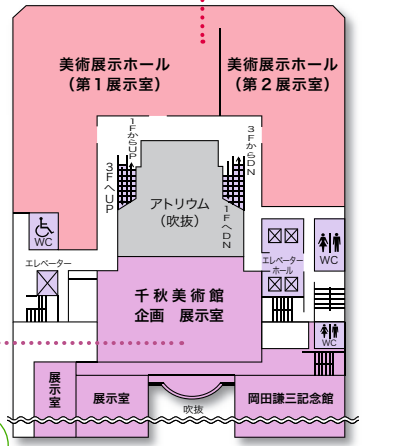 美術展示ホール
（第１展示室）
美術展示ホール
（第２展示室）
1FからUP
3FへUP
3FからDN
1FへDN
アトリウム
（吹抜）
WC
エレベーター
エレベーター
ホール
WC
千秋美術館
企画 展示室
WC
展示室
展示室
吹抜
岡田謙三記念館